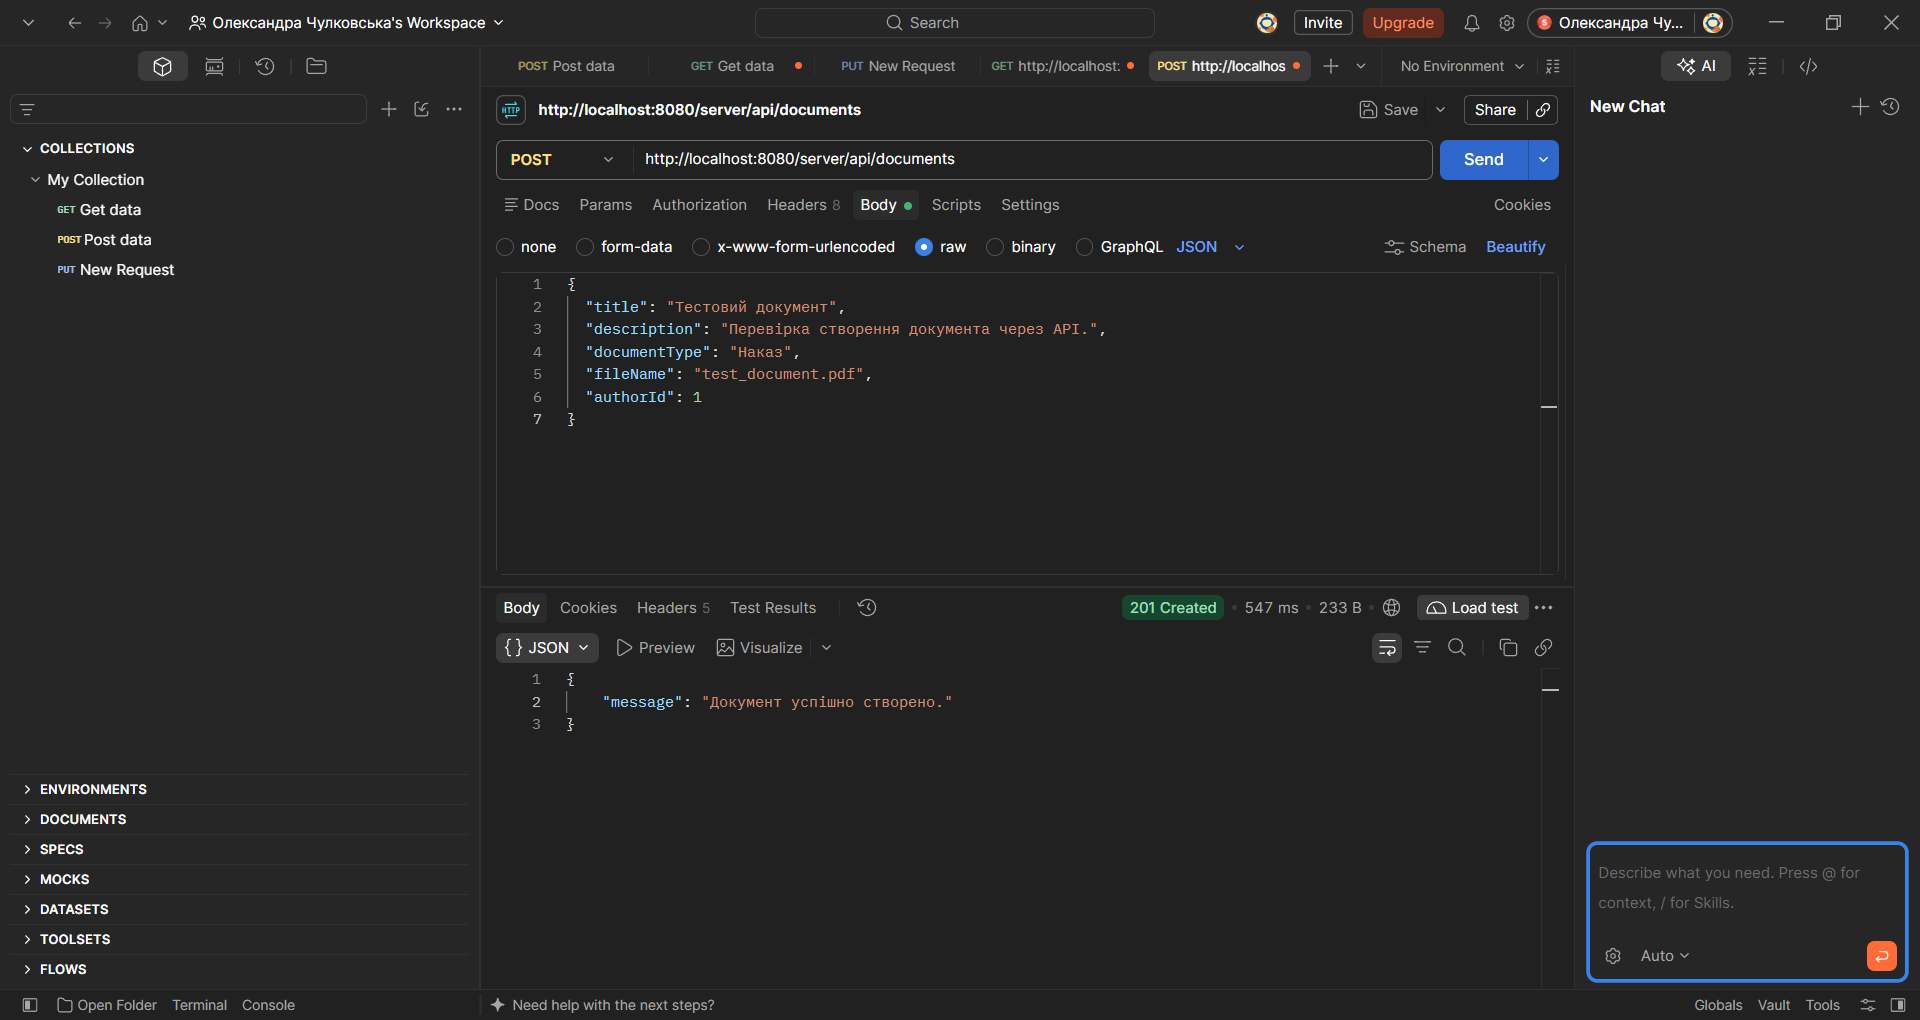 Олександра Чулковська's Workspace
Search
Invite
Upgrade
S Олександра Чу...
POST Post data
GET Get data
PUT New Request
GET http://localhost:
POST http://localhos
No Environment
AI
HTTP http://localhost:8080/server/api/documents
Save
Share
New Chat
COLLECTIONS
My Collection
GET Get data
POST Post data
PUT New Request
POST http://localhost:8080/server/api/documents
Send
Docs Params Authorization Headers 8 Body Scripts Settings Cookies
none form-data x-www-form-urlencoded raw binary GraphQL JSON Schema Beautify
1 {
2 "title": "Тестовий документ",
3 "description": "Перевірка створення документа через API.",
4 "documentType": "Наказ",
5 "fileName": "test_document.pdf",
6 "authorId": 1
7 }
Body Cookies Headers 5 Test Results 201 Created • 547 ms • 233 B • Load test
{} JSON Preview Visualize
1 {
2 "message": "Документ успішно створено."
3 }
ENVIRONMENTS
DOCUMENTS
SPECS
MOCKS
DATASETS
TOOLSETS
FLOWS
Describe what you need. Press @ for
context, / for Skills.
Auto
Open Folder Terminal Console
Need help with the next steps?
Globals Vault Tools